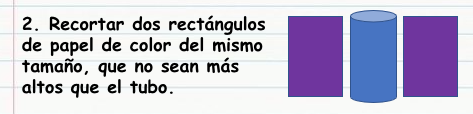 2. Recortar dos rectángulos
de papel de color del mismo
tamaño, que no sean más
altos que el tubo.